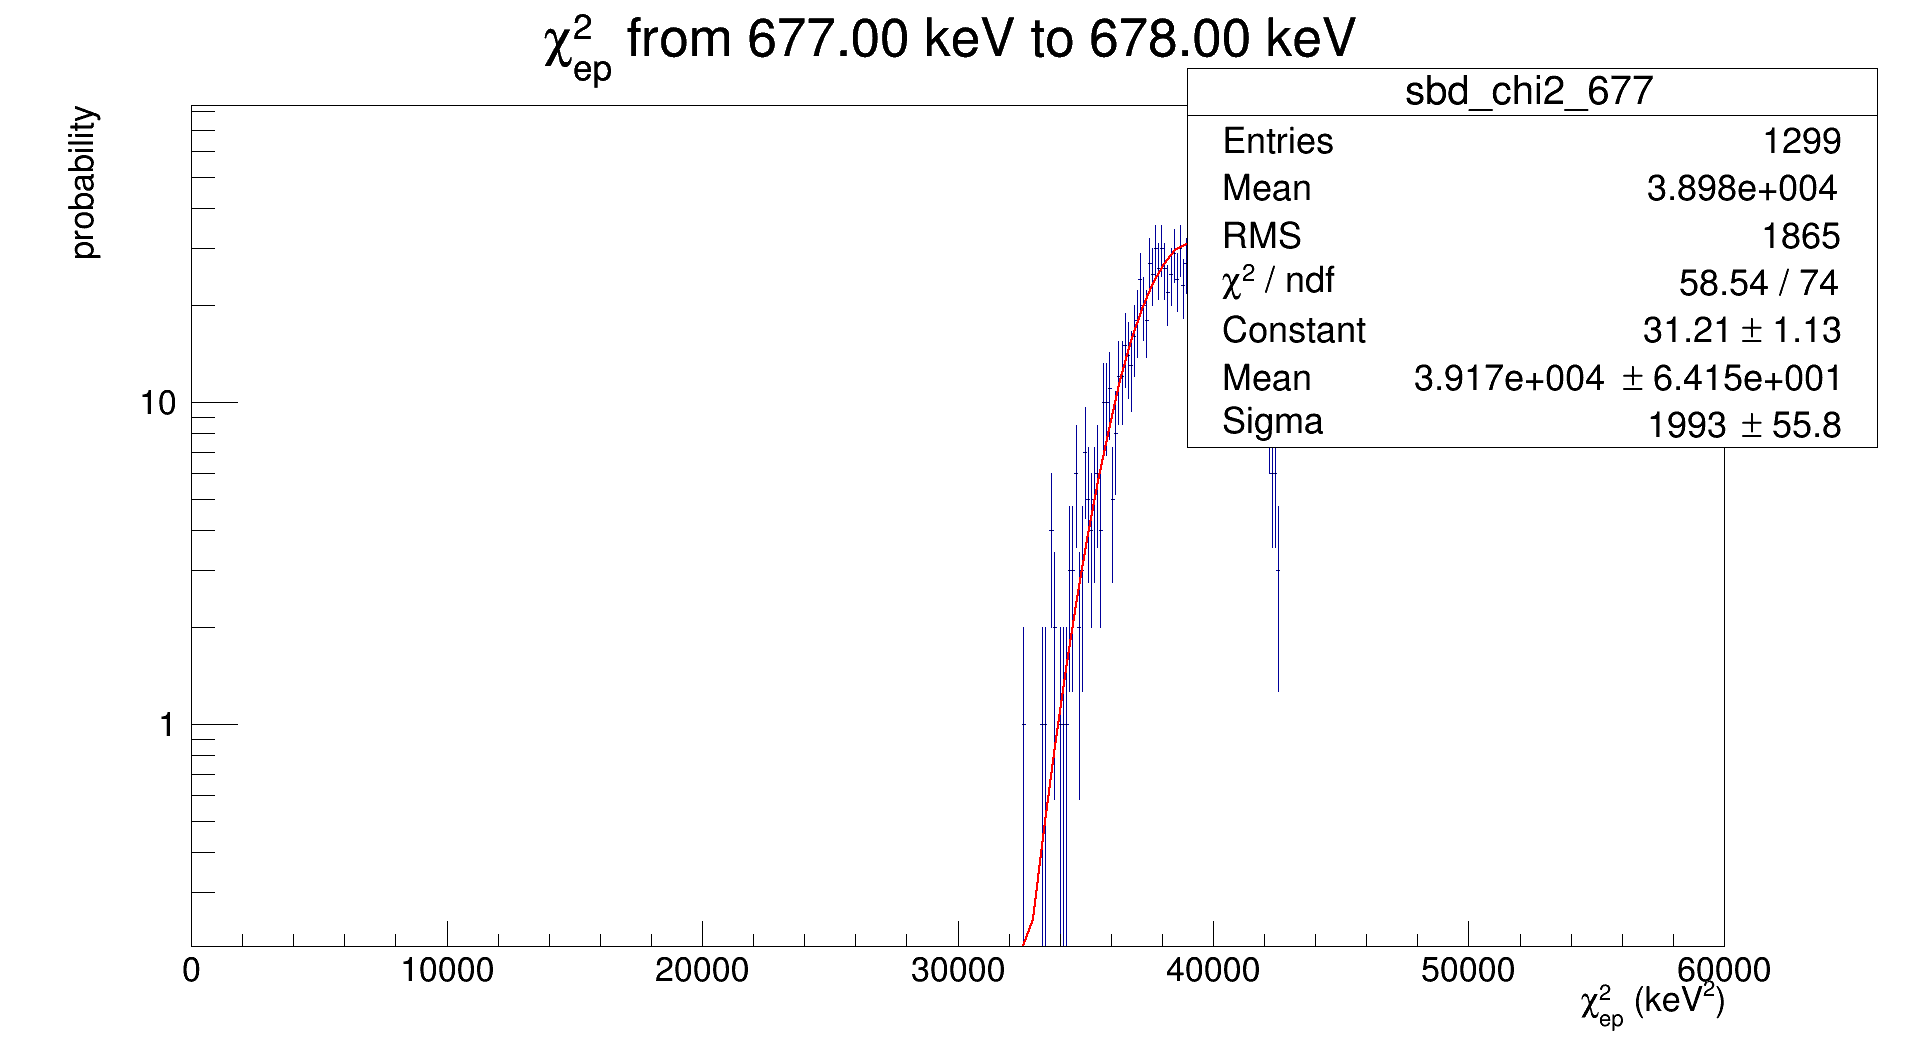 χ²ep from 677.00 keV to 678.00 keV
probability
sbd_chi2_677
Entries 1299
Mean 3.898e+004
RMS 1865
χ² / ndf 58.54 / 74
Constant 31.21 ± 1.13
Mean 3.917e+004 ± 6.415e+001
Sigma 1993 ± 55.8
10
1
0 10000 20000 30000 40000 50000 60000
χ²ep (keV²)